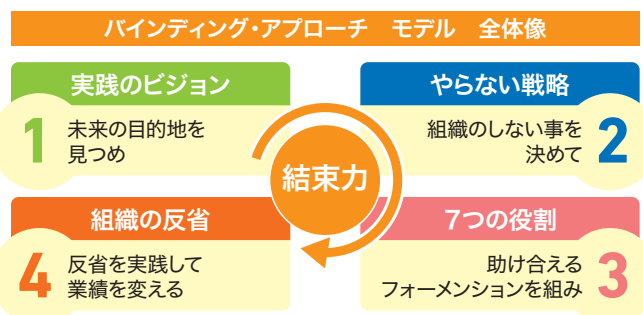 バインディング・アプローチ　モデル　全体像
実践のビジョン
1
未来の目的地を
見つめ
やらない戦略
組織のしない事を
決めて
2
結束力
7つの役割
助け合える
フォーメンションを組み
3
組織の反省
4
反省を実践して
業績を変える